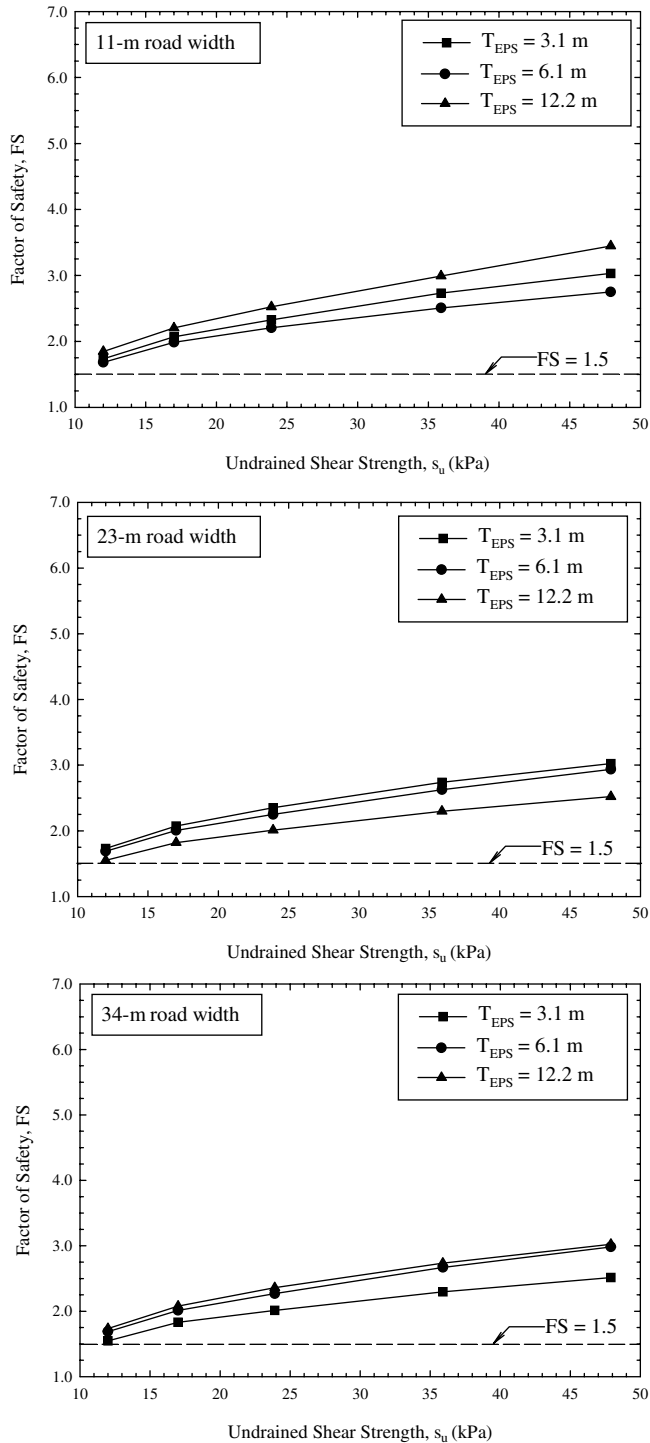 11-m road width
T_EPS = 3.1 m
T_EPS = 6.1 m
T_EPS = 12.2 m
7.0
6.0
5.0
4.0
3.0
2.0
1.0
Factor of Safety, FS
FS = 1.5
10 15 20 25 30 35 40 45 50
Undrained Shear Strength, s_u (kPa)
23-m road width
T_EPS = 3.1 m
T_EPS = 6.1 m
T_EPS = 12.2 m
7.0
6.0
5.0
4.0
3.0
2.0
1.0
Factor of Safety, FS
FS = 1.5
10 15 20 25 30 35 40 45 50
Undrained Shear Strength, s_u (kPa)
34-m road width
T_EPS = 3.1 m
T_EPS = 6.1 m
T_EPS = 12.2 m
7.0
6.0
5.0
4.0
3.0
2.0
1.0
Factor of Safety, FS
FS = 1.5
10 15 20 25 30 35 40 45 50
Undrained Shear Strength, s_u (kPa)